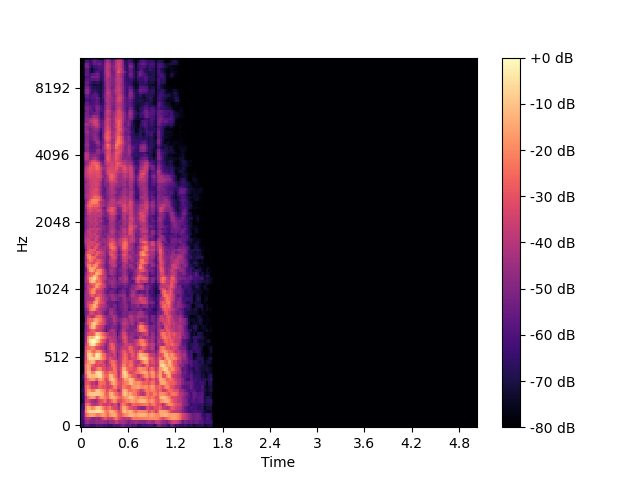 +0 dB
8192
-10 dB
4096
-20 dB
-30 dB
2048
Hz
-40 dB
1024
-50 dB
-60 dB
512
-70 dB
0
-80 dB
0 0.6 1.2 1.8 2.4 3 3.6 4.2 4.8
Time